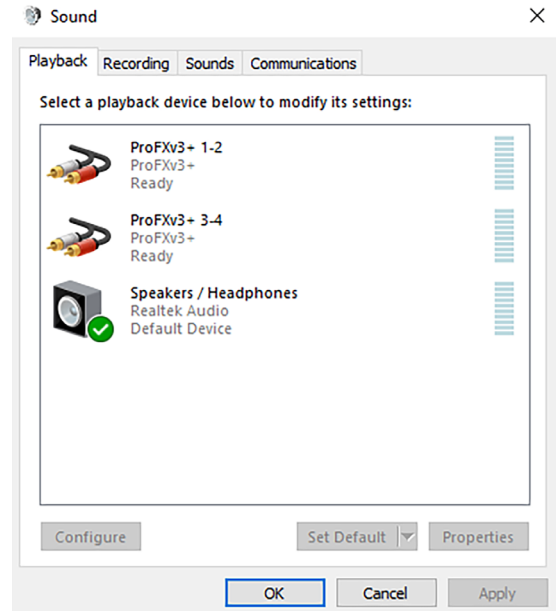 Sound
Playback Recording Sounds Communications
Select a playback device below to modify its settings:
ProFXv3+ 1-2
ProFXv3+
Ready
ProFXv3+ 3-4
ProFXv3+
Ready
Speakers / Headphones
Realtek Audio
Default Device
Configure Set Default Properties
OK Cancel Apply